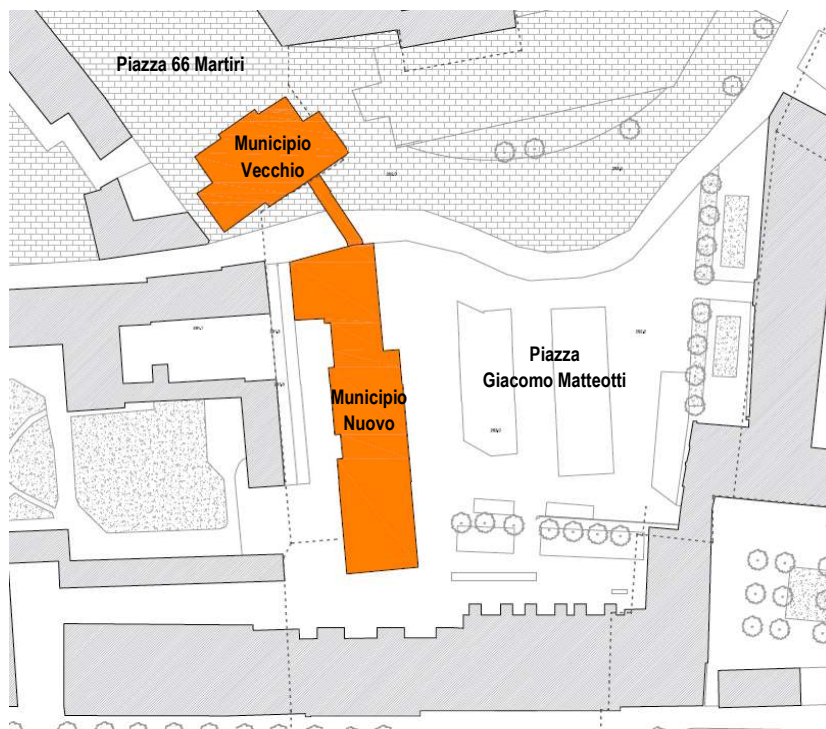 Piazza 66 Martiri
Municipio
Vecchio
Piazza
Giacomo Matteotti
Municipio
Nuovo